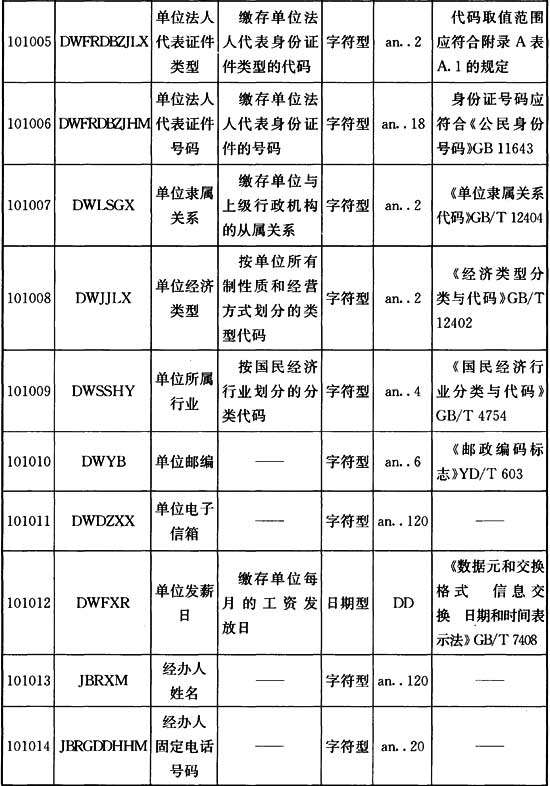 101005
DWFRDBZJLX
单位法人
代表证件
类型
缴存单位法
人代表身份证
件类型的代码
字符型
an..2
代码取值范围
应符合附录A表
A.1的规定
101006
DWFRDBZJHM
单位法人
代表证件
号码
缴存单位法
人代表身份证
件的号码
字符型
an..18
身份证号码应
符合《公民身份
号码》GB 11643
101007
DWLSGX
单位隶属
关系
缴存单位与
上级行政机构
的从属关系
字符型
an..2
《单位隶属关系
代码》GB/T 12404
101008
DWJJLX
单位经济
类型
按单位所有
制性质和经营
方式划分的类
型代码
字符型
an..2
《经济类型分
类与代码》GB/T
12402
101009
DWSSHY
单位所属
行业
按国民经济
行业划分的分
类代码
字符型
an..4
《国民经济行
业分类与代码》
GB/T 4754
101010
DWYB
单位邮编
——
字符型
an..6
《邮政编码标
志》YD/T 603
101011
DWDZXX
单位电子
信箱
——
字符型
an..120
——
101012
DWFXR
单位发薪
日
缴存单位每
月的工资发
放日
日期型
DD
《数据元和交换
格式 信息交
换 日期和时间表
示法》GB/T 7408
101013
JBRXM
经办人
姓名
——
字符型
an..120
——
101014
JBRGDDHHM
经办人
固定电话
号码
——
字符型
an..20
——